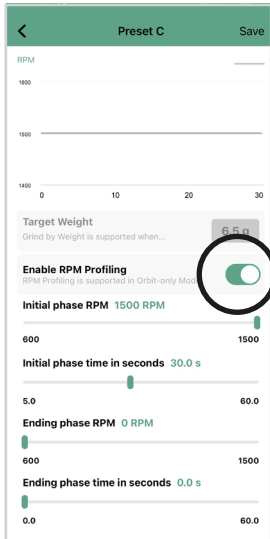 Preset C Save
RPM
1600
1500
1400
0 10 20 30
Target Weight
6.5 g
Grind by Weight is supported when...
Enable RPM Profiling
RPM Profiling is supported in Orbit-only
Initial phase RPM 1500 RPM
600 1500
Initial phase time in seconds 30.0 s
5.0 60.0
Ending phase RPM 0 RPM
600 1500
Ending phase time in seconds 0.0 s
0.0 60.0